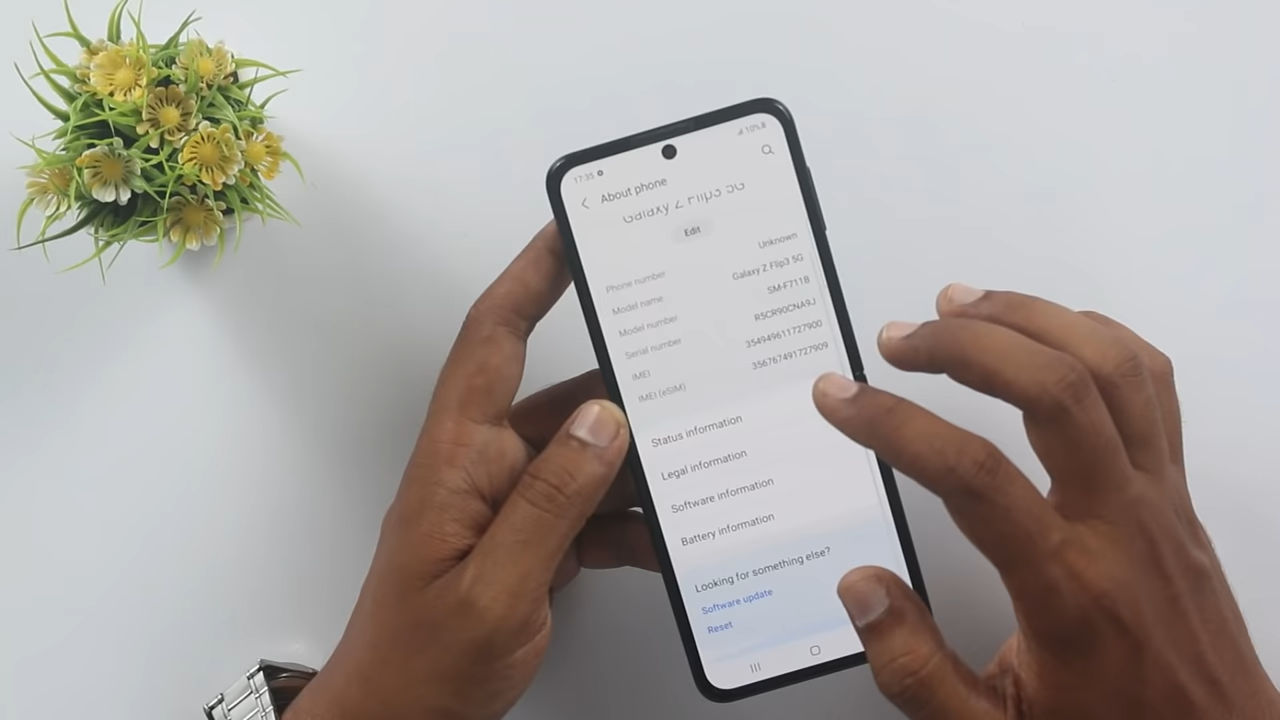 17:35
10%
About phone
Galaxy Z Flip3 5G
Edit
Phone number Unknown
Model name Galaxy Z Flip3 5G
Model number SM-F711B
Serial number R5CR90CNA9J
IMEI 354949611727900
IMEI (eSIM) 356767491727909
Status information
Legal information
Software information
Battery information
Looking for something else?
Software update
Reset